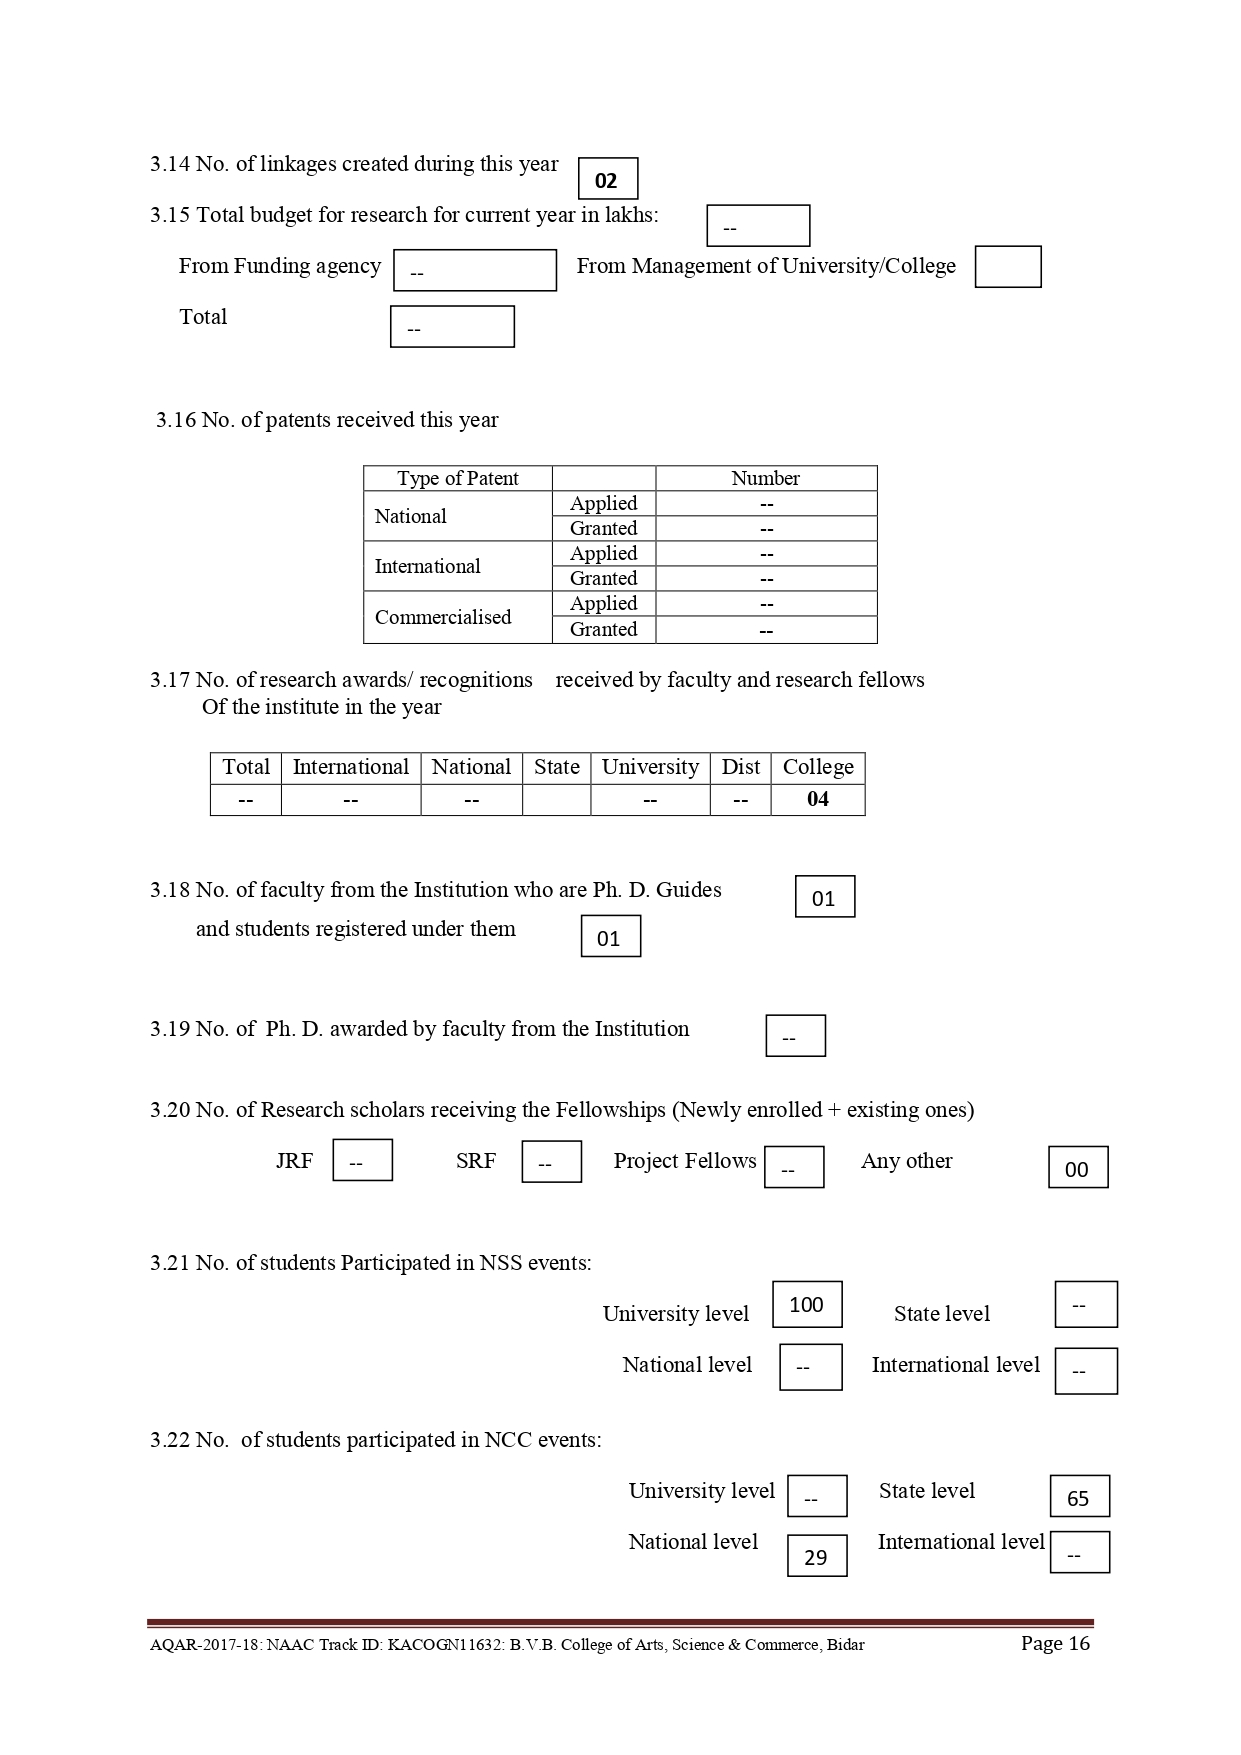 3.14 No. of linkages created during this year 02
3.15 Total budget for research for current year in lakhs: --
From Funding agency -- From Management of University/College
Total --
3.16 No. of patents received this year
Type of Patent Number
National Applied --
Granted --
International Applied --
Granted --
Commercialised Applied --
Granted --
3.17 No. of research awards/ recognitions received by faculty and research fellows
Of the institute in the year
Total International National State University Dist College
-- -- -- -- -- 04
3.18 No. of faculty from the Institution who are Ph. D. Guides 01
and students registered under them 01
3.19 No. of Ph. D. awarded by faculty from the Institution --
3.20 No. of Research scholars receiving the Fellowships (Newly enrolled + existing ones)
JRF -- SRF -- Project Fellows -- Any other 00
3.21 No. of students Participated in NSS events:
University level 100 State level --
National level -- International level --
3.22 No. of students participated in NCC events:
University level -- State level 65
National level 29 International level --
AQAR-2017-18: NAAC Track ID: KACOGN11632: B.V.B. College of Arts, Science & Commerce, Bidar Page 16